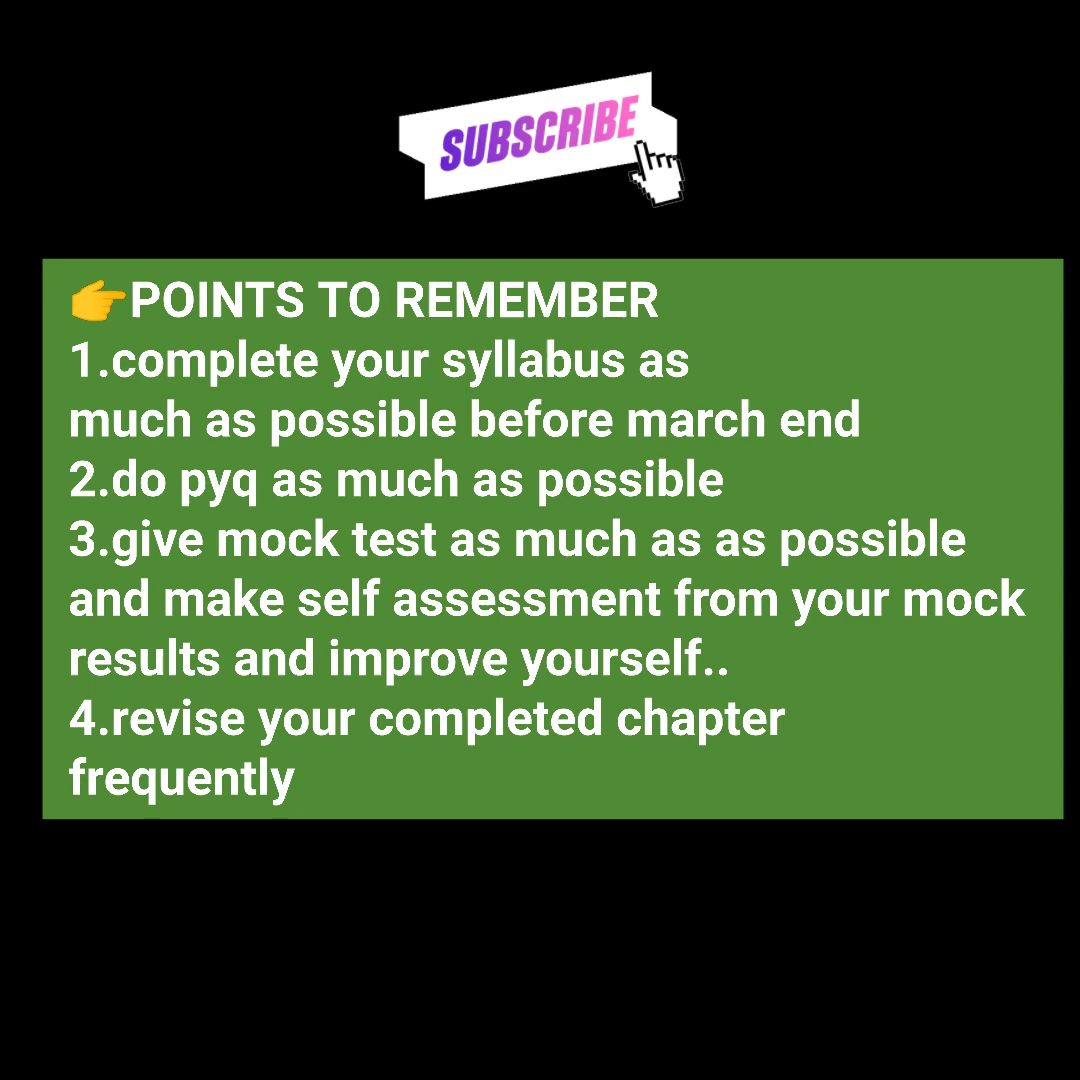 SUBSCRIBE
👉POINTS TO REMEMBER
1.complete your syllabus as
much as possible before march end
2.do pyq as much as possible
3.give mock test as much as as possible
and make self assessment from your mock
results and improve yourself..
4.revise your completed chapter
frequently